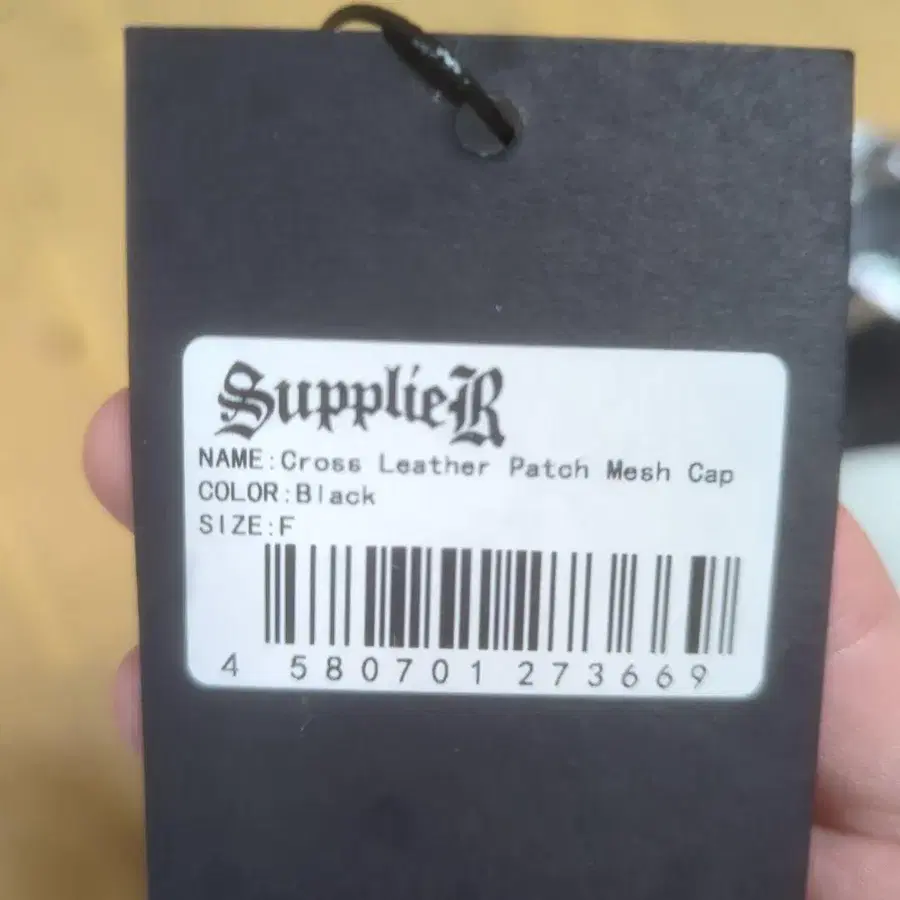 SupplieR
NAME:Cross Leather Patch Mesh Cap
COLOR:Black
SIZE:F
4 580701 273669